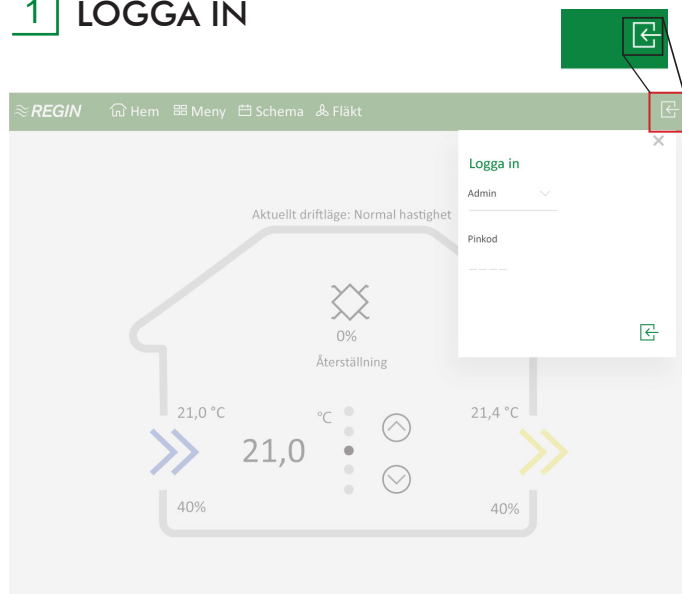 1 LOGGA IN
REGIN Hem Meny Schema Fläkt
Logga in
Admin
Pinkod
Aktuellt driftläge: Normal hastighet
0%
Återställning
21,0 °C
°C
21,4 °C
21,0
40%
40%